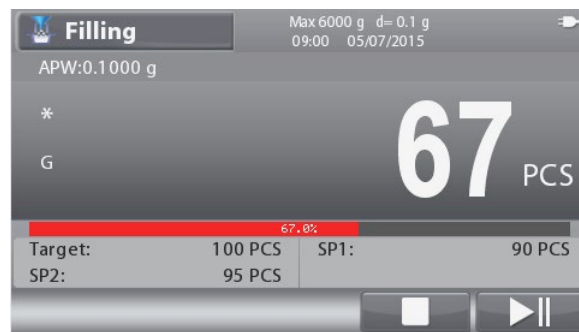 Filling
Max 6000 g d= 0.1 g
09:00 05/07/2015
APW:0.1000 g
*
G
67 PCS
67.0%
Target: 100 PCS SP1: 90 PCS
SP2: 95 PCS